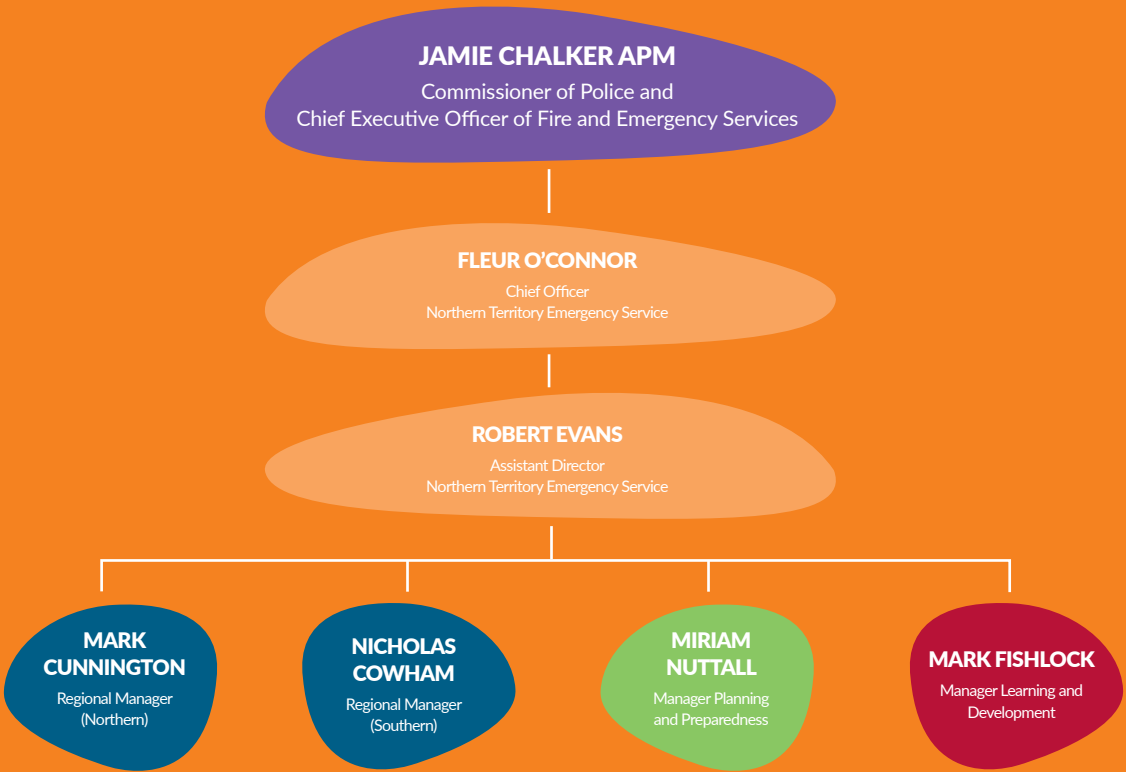 JAMIE CHALKER APM
Commissioner of Police and
Chief Executive Officer of Fire and Emergency Services
FLEUR O’CONNOR
Chief Officer
Northern Territory Emergency Service
ROBERT EVANS
Assistant Director
Northern Territory Emergency Service
MARK
CUNNINGTON
Regional Manager
(Northern)
NICHOLAS
COWHAM
Regional Manager
(Southern)
MIRIAM
NUTTALL
Manager Planning
and Preparedness
MARK FISHLOCK
Manager Learning and
Development